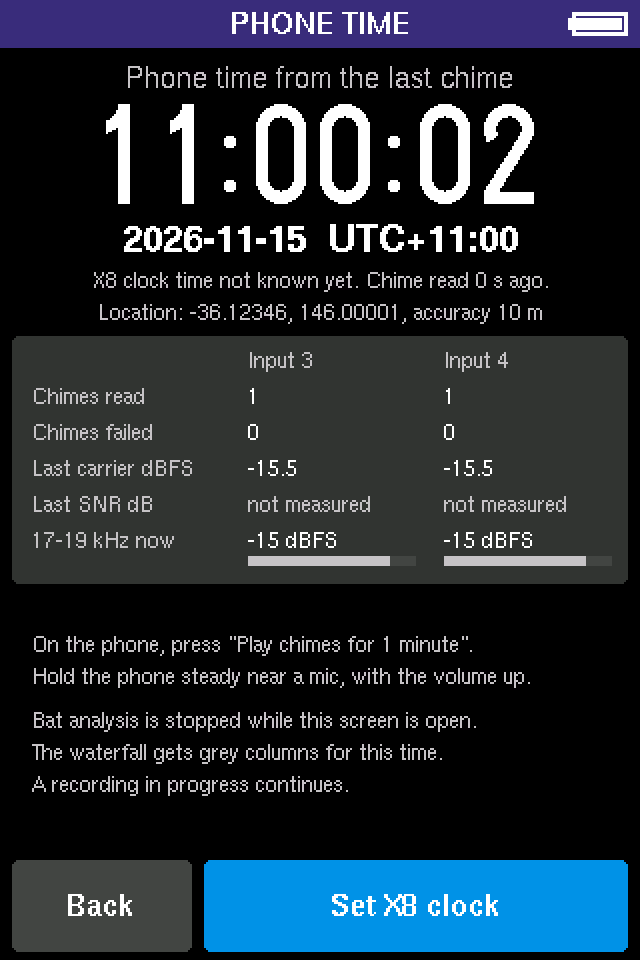 PHONE TIME
Phone time from the last chime
11:00:02
2026-11-15 UTC+11:00
X8 clock time not known yet. Chime read 0 s ago.
Location: -36.12346, 146.00001, accuracy 10 m
Input 3 Input 4
Chimes read 1 1
Chimes failed 0 0
Last carrier dBFS -15.5 -15.5
Last SNR dB not measured not measured
17-19 kHz now -15 dBFS -15 dBFS
On the phone, press "Play chimes for 1 minute".
Hold the phone steady near a mic, with the volume up.
Bat analysis is stopped while this screen is open.
The waterfall gets grey columns for this time.
A recording in progress continues.
Back Set X8 clock